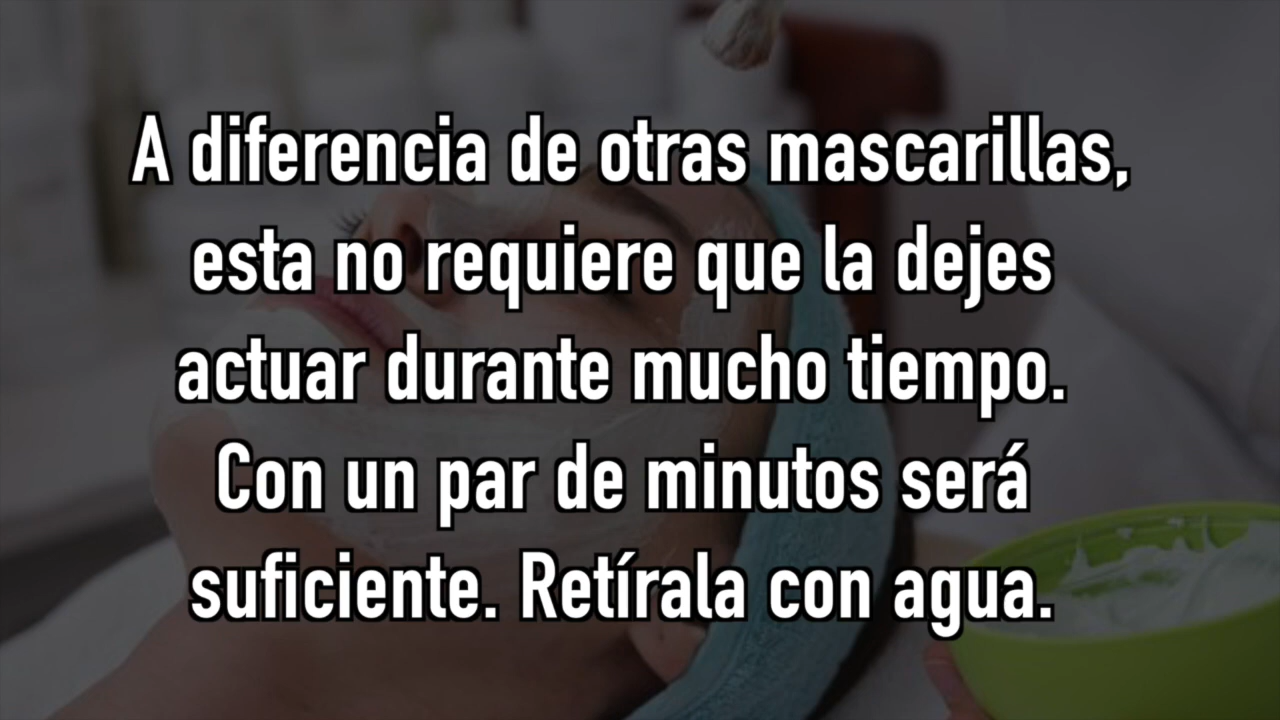 A diferencia de otras mascarillas,
esta no requiere que la dejes
actuar durante mucho tiempo.
Con un par de minutos será
suficiente. Retírala con agua.